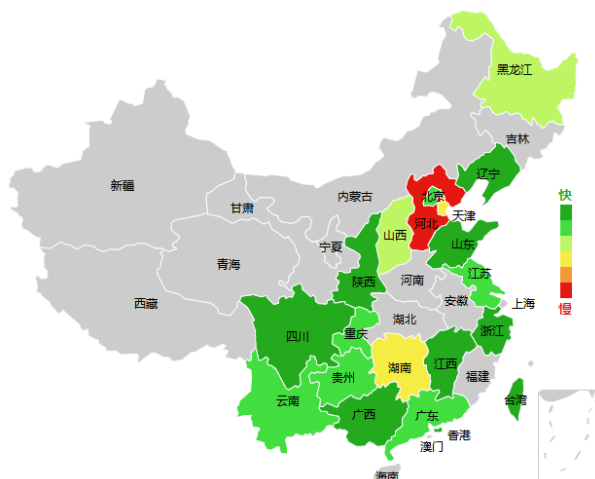 黑龙江
吉林
辽宁
新疆
内蒙古
北京
甘肃
天津
河北
山西
山东
宁夏
青海
江苏
陕西
河南
安徽
西藏
上海
湖北
浙江
四川
重庆
江西
湖南
福建
贵州
云南
台湾
广西
广东
香港
澳门
海南
快
慢